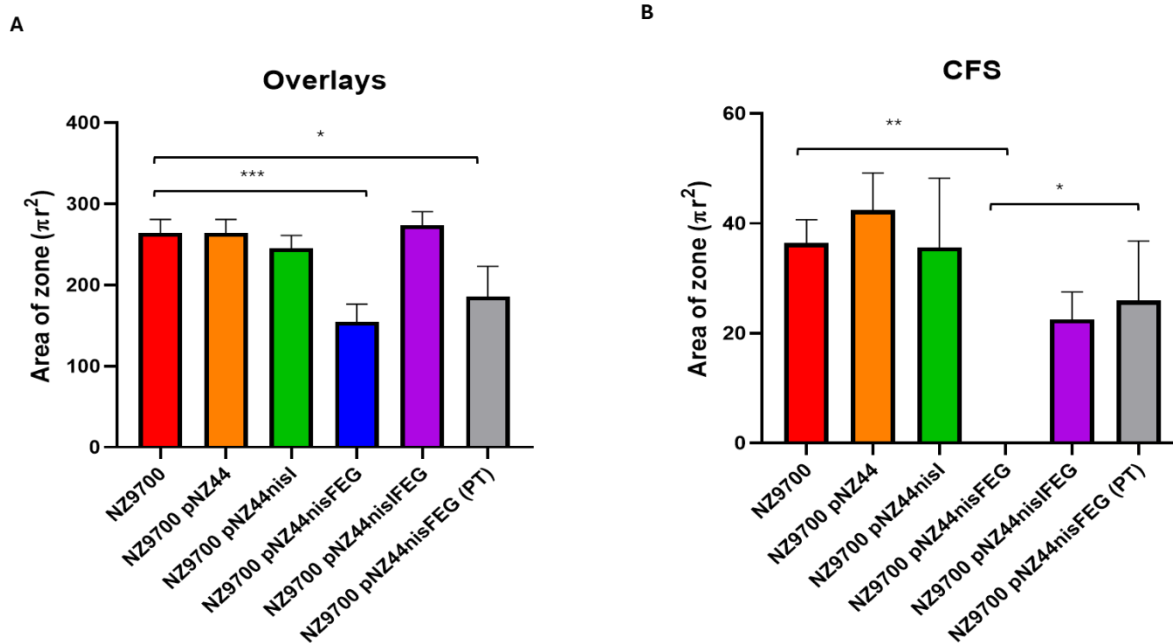 A
Overlays
Area of zone (πr²)
400
300
200
100
0
*
***
NZ9700
NZ9700 pNZ44
NZ9700 pNZ44nisI
NZ9700 pNZ44nisFEG
NZ9700 pNZ44nisIFEG
NZ9700 pNZ44nisFEG (PT)
B
CFS
Area of zone (πr²)
60
40
20
0
**
*
NZ9700
NZ9700 pNZ44
NZ9700 pNZ44nisI
NZ9700 pNZ44nisFEG
NZ9700 pNZ44nisIFEG
NZ9700 pNZ44nisFEG (PT)